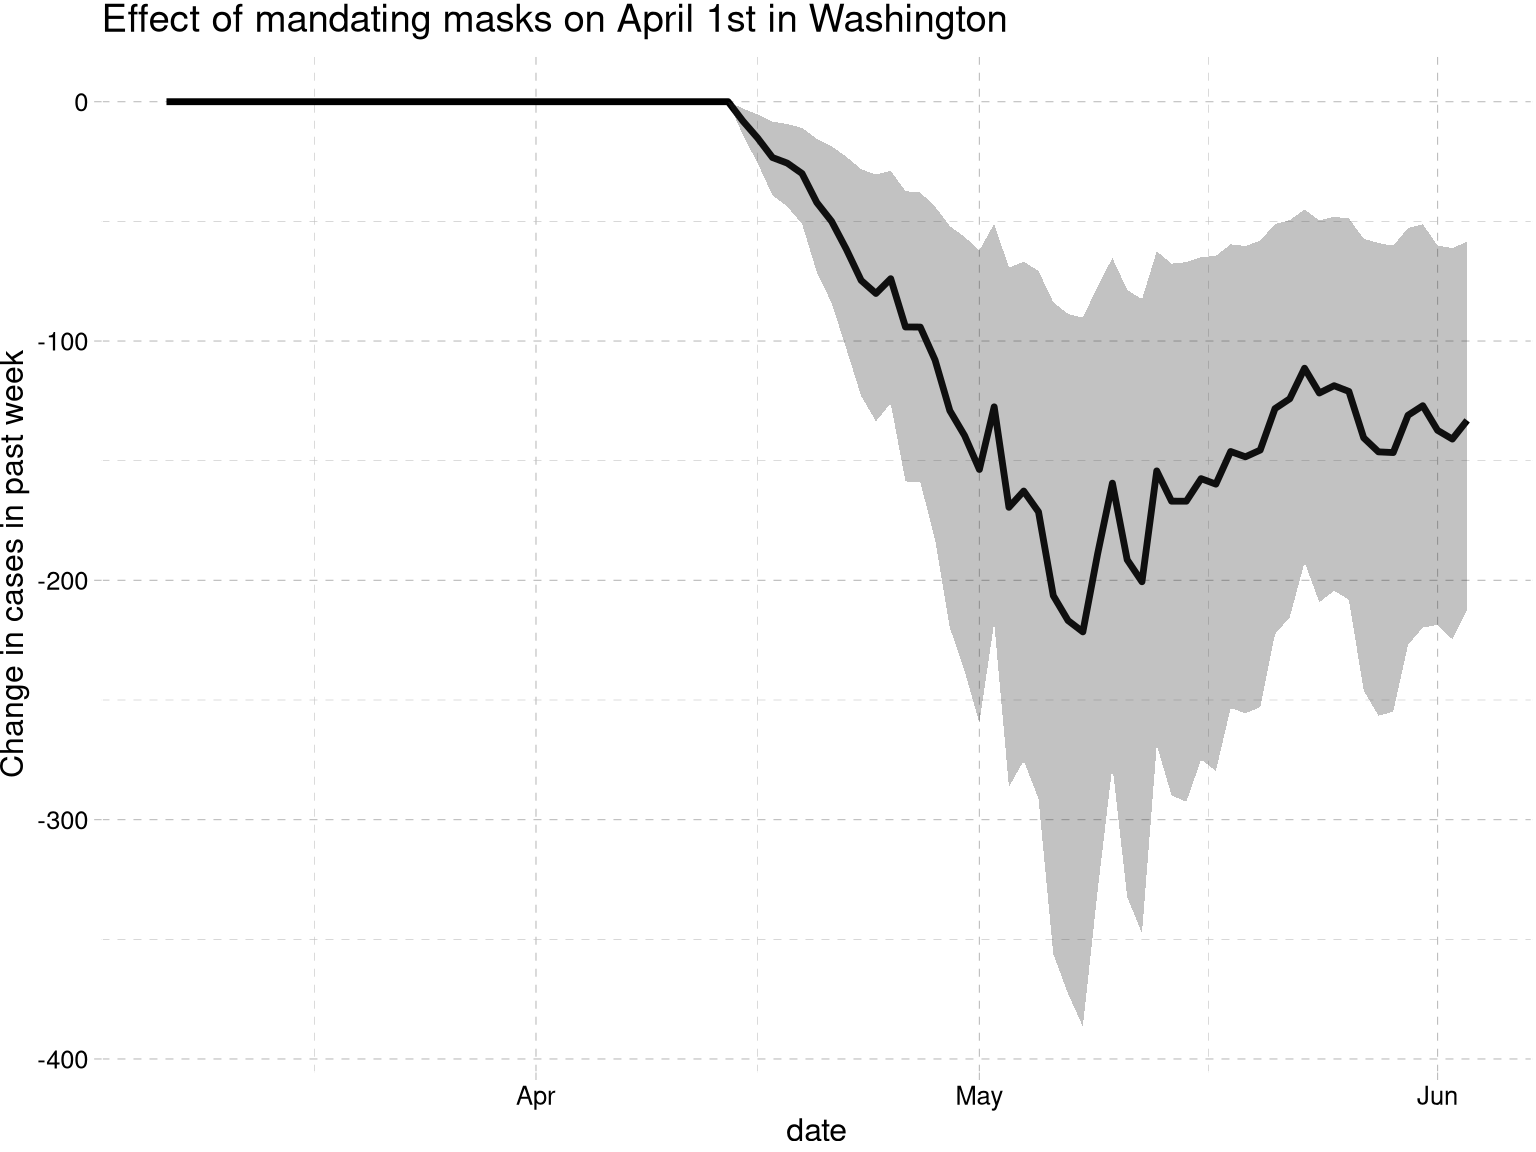 Effect of mandating masks on April 1st in Washington
Change in cases in past week
0
-100
-200
-300
-400
Apr
May
Jun
date